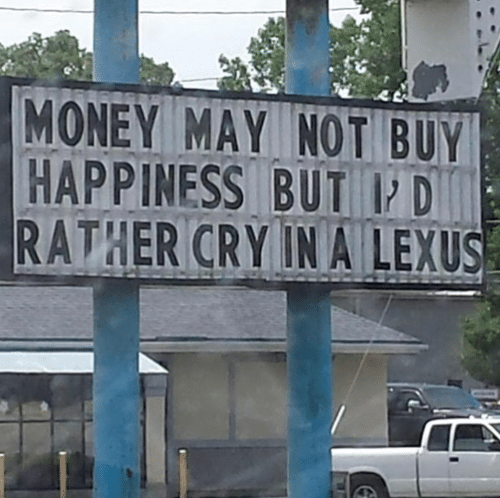 MONEY MAY NOT BUY
HAPPINESS BUT I'D
RATHER CRY IN A LEXUS